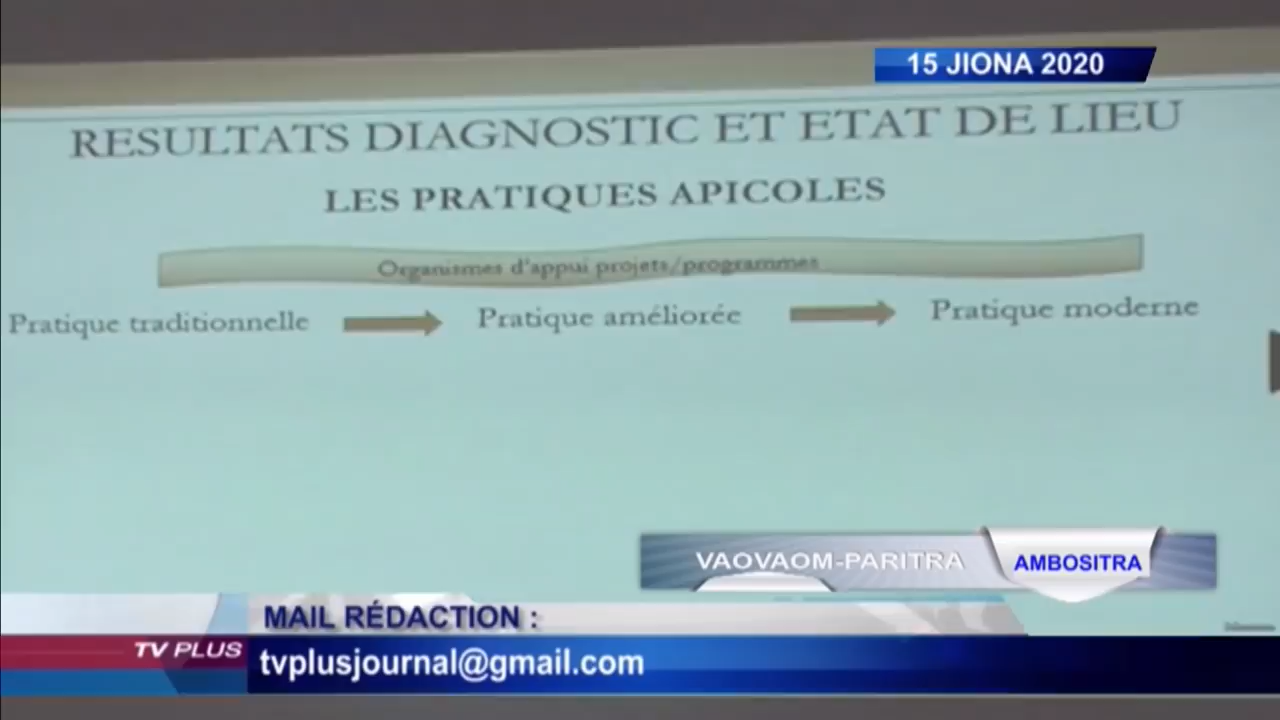 15 JIONA 2020
RESULTATS DIAGNOSTIC ET ETAT DE LIEU
LES PRATIQUES APICOLES
Organismes d'appui projets/programmes
Pratique traditionnelle Pratique améliorée Pratique moderne
VAOVAOM-PARITRA AMBOSITRA
MAIL RÉDACTION :
TV PLUS tvplusjournal@gmail.com